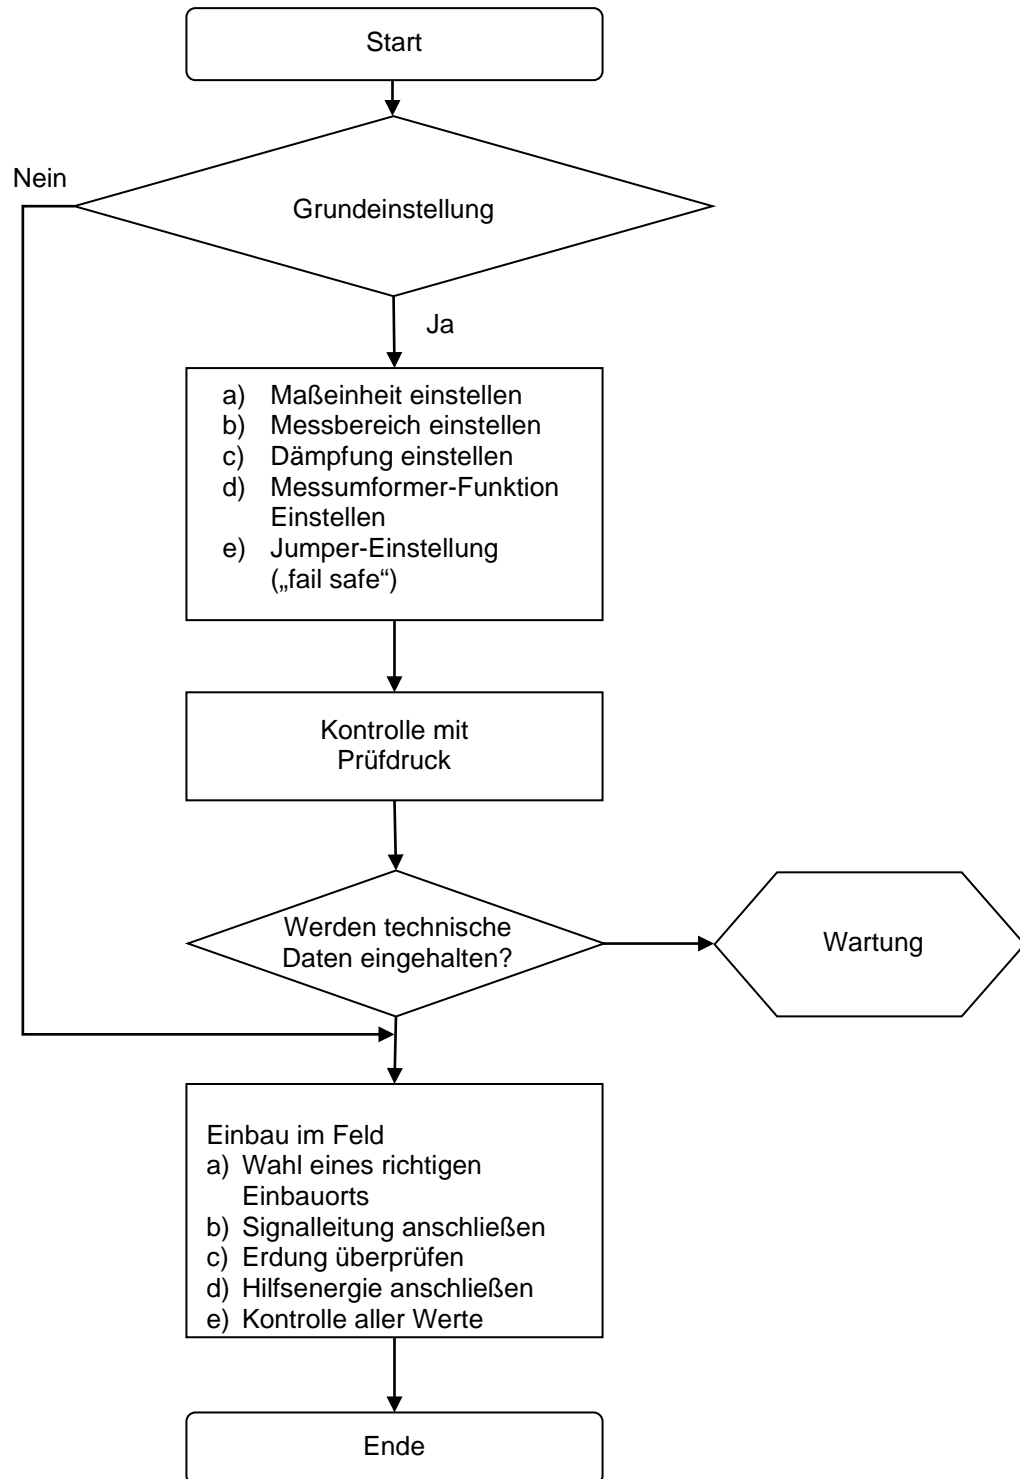 Start
Nein
Grundeinstellung
Ja
a) Maßeinheit einstellen
b) Messbereich einstellen
c) Dämpfung einstellen
d) Messumformer-Funktion
Einstellen
e) Jumper-Einstellung
(„fail safe“)
Kontrolle mit
Prüfdruck
Werden technische
Daten eingehalten?
Wartung
Einbau im Feld
a) Wahl eines richtigen
Einbauorts
b) Signalleitung anschließen
c) Erdung überprüfen
d) Hilfsenergie anschließen
e) Kontrolle aller Werte
Ende